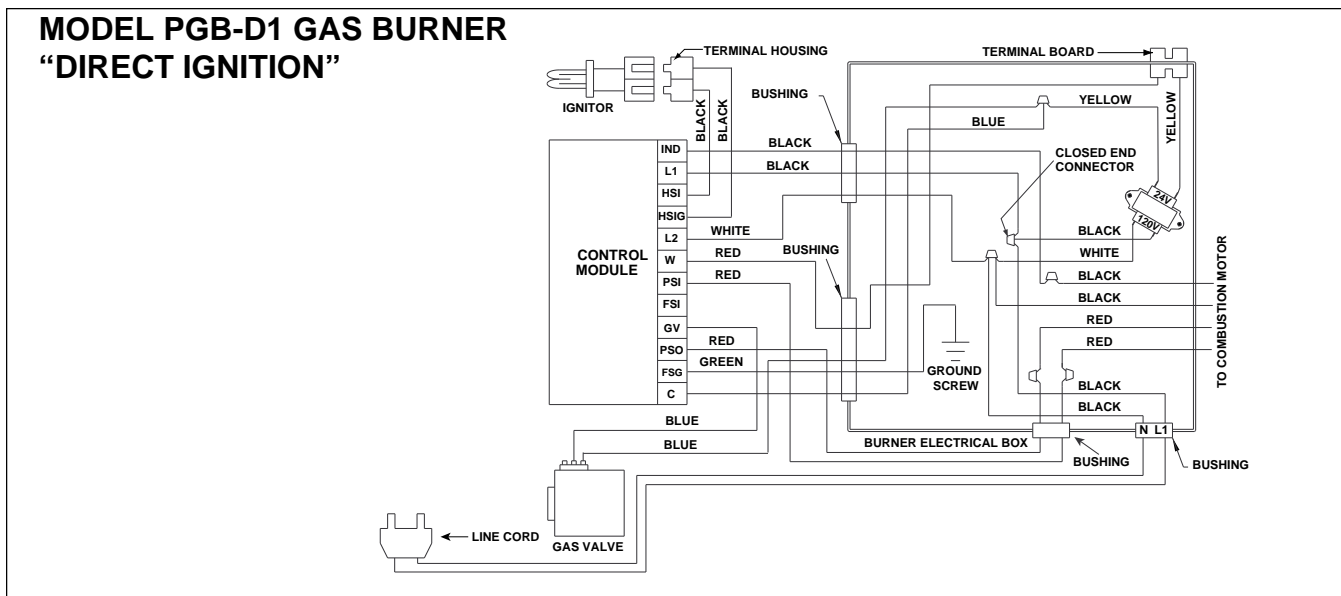 MODEL PGB-D1 GAS BURNER
“DIRECT IGNITION”
TERMINAL HOUSING
TERMINAL BOARD
IGNITOR
BLACK
BLACK
BUSHING
YELLOW
YELLOW
BLUE
CLOSED END
CONNECTOR
24V
120V
CONTROL
MODULE
IND
L1
HSI
HSIG
L2
W
PSI
FSI
GV
PSO
FSG
C
BLACK
BLACK
WHITE
RED
RED
RED
GREEN
BUSHING
BLACK
WHITE
BLACK
BLACK
RED
RED
TO COMBUSTION MOTOR
GROUND
SCREW
BLACK
BLACK
BLUE
BLUE
BURNER ELECTRICAL BOX
N L1
BUSHING
BUSHING
LINE CORD
GAS VALVE